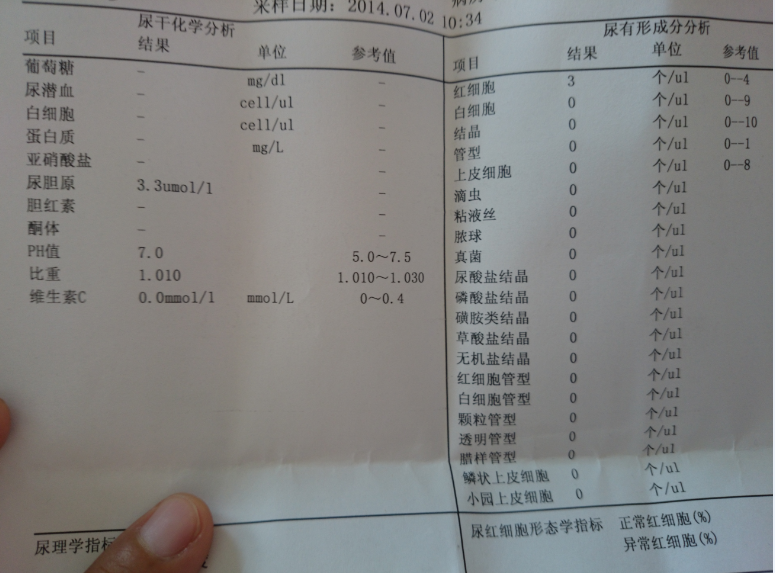 采样日期: 2014.07.02 10:34
尿干化学分析
项目 结果 单位 参考值
葡萄糖 - mg/dl -
尿潜血 - cell/ul -
白细胞 - cell/ul -
蛋白质 - mg/L -
亚硝酸盐 - -
尿胆原 3.3umol/l -
胆红素 - -
酮体 - -
PH值 7.0 5.0～7.5
比重 1.010 1.010～1.030
维生素C 0.0mmol/l mmol/L 0～0.4
尿理学指标
尿有形成分分析
项目 结果 单位 参考值
红细胞 3 个/ul 0--4
白细胞 0 个/ul 0--9
结晶 0 个/ul 0--10
管型 0 个/ul 0--1
上皮细胞 0 个/ul 0--8
滴虫 0 个/ul
粘液丝 0 个/ul
脓球 0 个/ul
真菌 0 个/ul
尿酸盐结晶 0 个/ul
磷酸盐结晶 0 个/ul
磺胺类结晶 0 个/ul
草酸盐结晶 0 个/ul
无机盐结晶 0 个/ul
红细胞管型 0 个/ul
白细胞管型 0 个/ul
颗粒管型 0 个/ul
透明管型 0 个/ul
腊样管型 0 个/ul
鳞状上皮细胞 0 个/ul
小园上皮细胞 0 个/ul
尿红细胞形态学指标 正常红细胞(%)
异常红细胞(%)